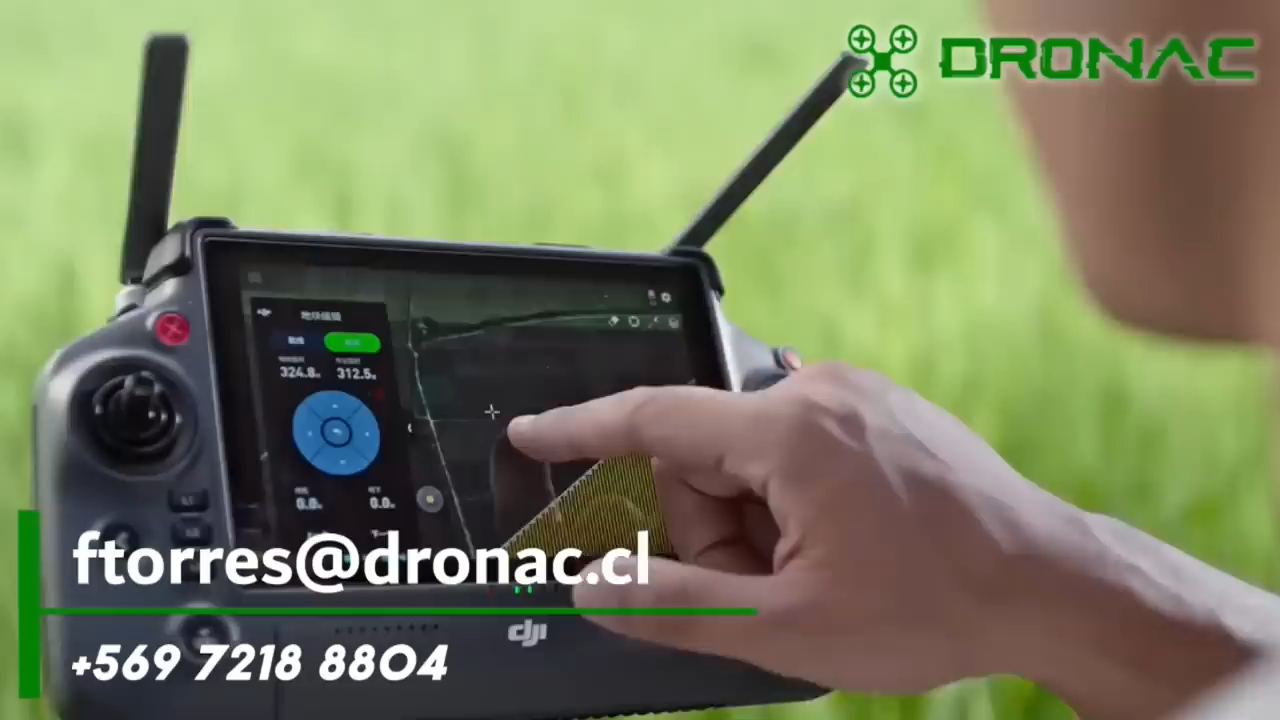 DRONAC
324.8
312.5
0.0
0.0
ftorres@dronac.cl
dji
+569 7218 8804